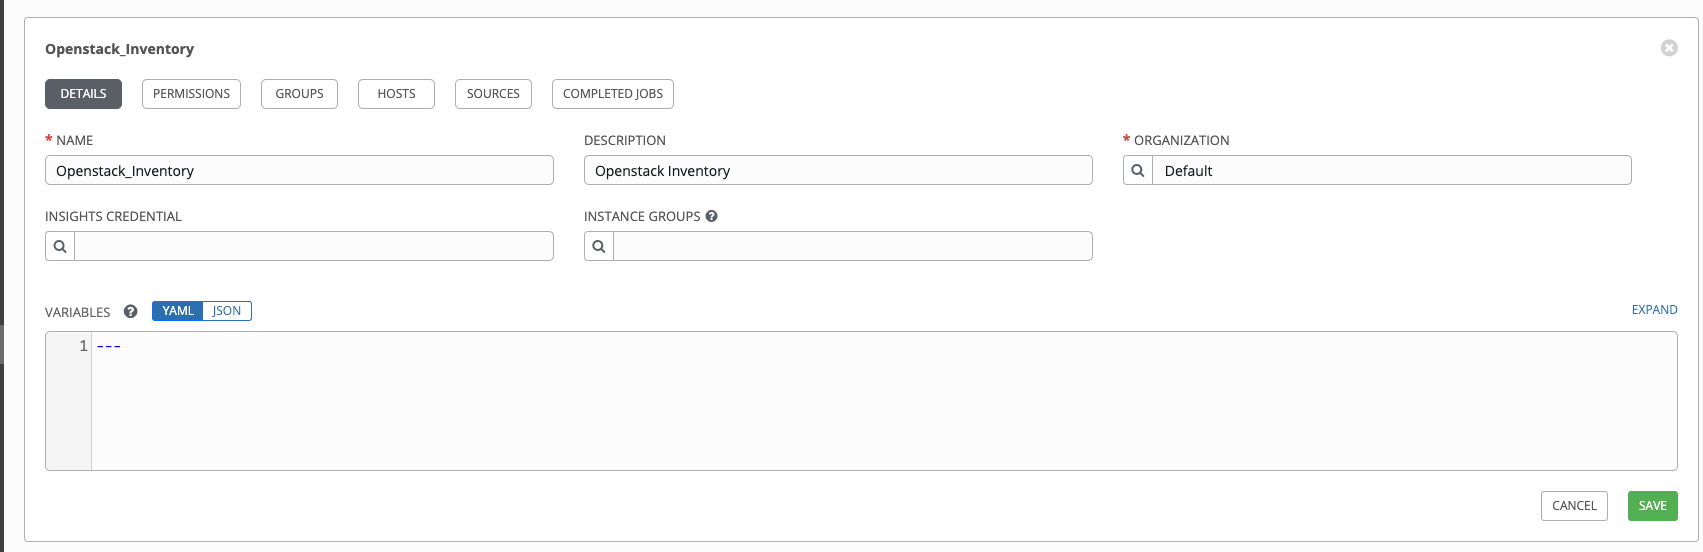 Openstack_Inventory
DETAILS PERMISSIONS GROUPS HOSTS SOURCES COMPLETED JOBS
* NAME DESCRIPTION * ORGANIZATION
Openstack_Inventory Openstack Inventory Default
INSIGHTS CREDENTIAL INSTANCE GROUPS ?
VARIABLES ? YAML JSON EXPAND
1 ---
CANCEL SAVE